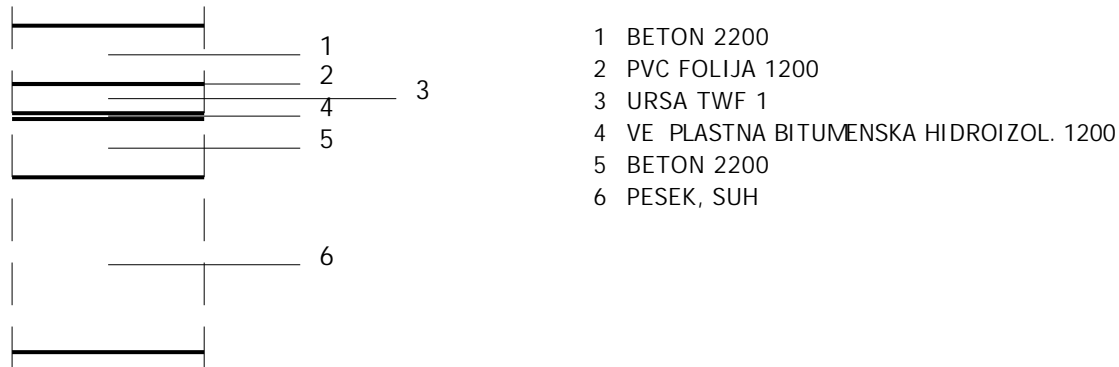 1
2
3
4
5
6
1 BETON 2200
2 PVC FOLIJA 1200
3 URSA TWF 1
4 VE PLASTNA BITUMENSKA HIDROIZOL. 1200
5 BETON 2200
6 PESEK, SUH